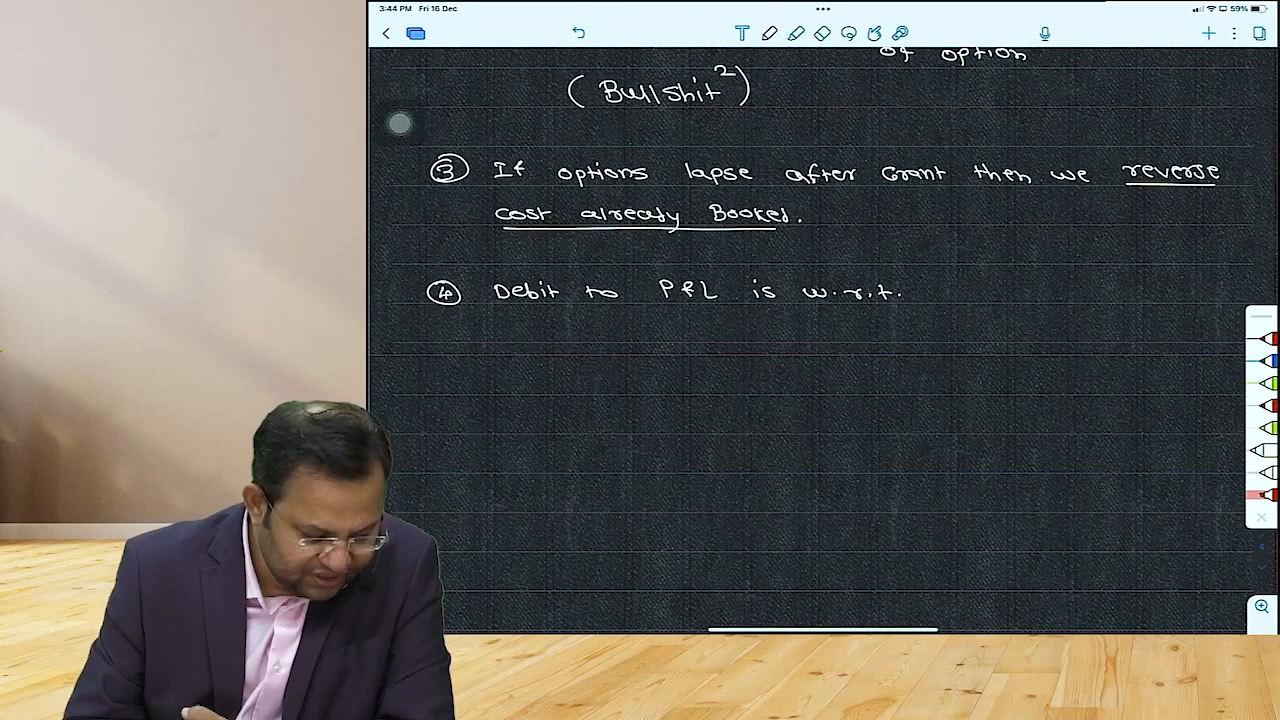 3:44 PM Fri 16 Dec
59%
of option
(Bullshit²)
③ If options lapse after Grant then we reverse
cost already Booked.
④ Debit to P&L is w.r.t.